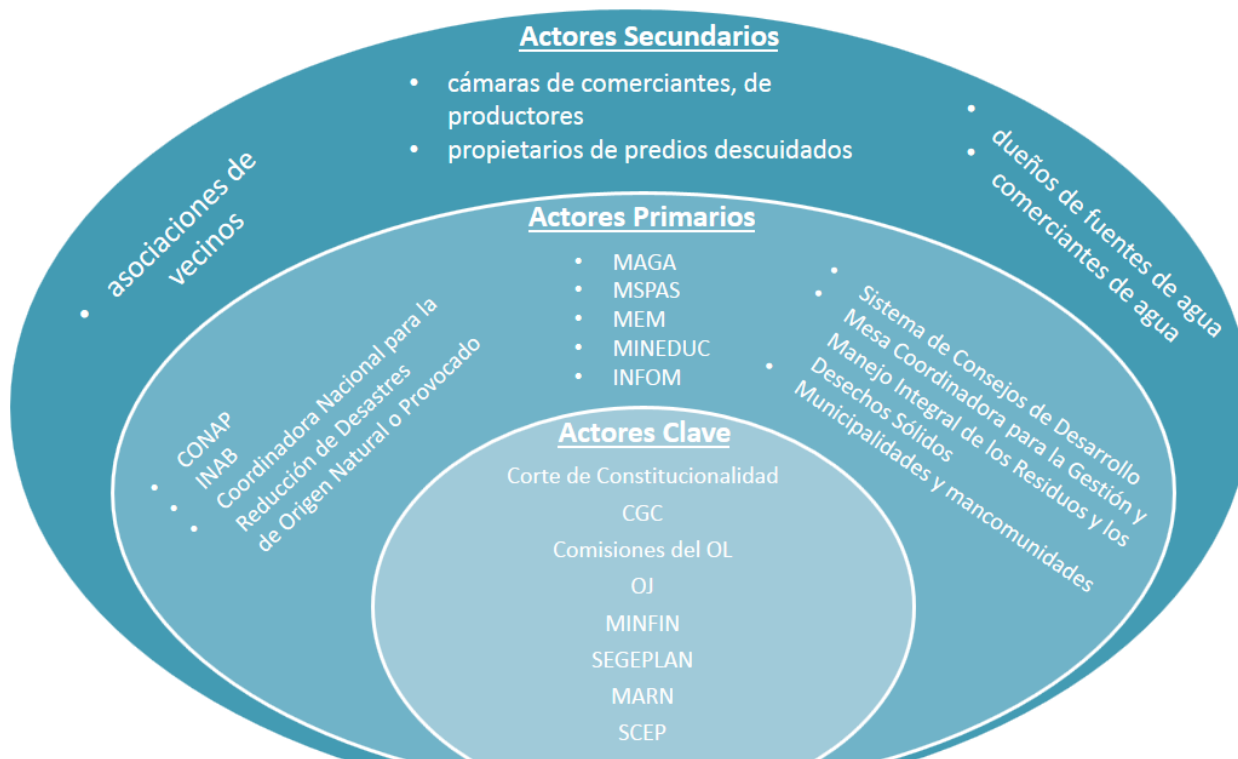 Actores Secundarios
• cámaras de comerciantes, de
productores
• propietarios de predios descuidados
• asociaciones de
vecinos
• dueños de fuentes de agua
• comerciantes de agua
Actores Primarios
• MAGA
• MSPAS
• MEM
• MINEDUC
• INFOM
• CONAP
• INAB
• Coordinadora Nacional para la
Reducción de Desastres
de Origen Natural o Provocado
• Sistema de Consejos de Desarrollo
• Mesa Coordinadora para la Gestión y
Manejo Integral de los Residuos y los
Desechos Sólidos
• Municipalidades y mancomunidades
Actores Clave
Corte de Constitucionalidad
CGC
Comisiones del OL
OJ
MINFIN
SEGEPLAN
MARN
SCEP